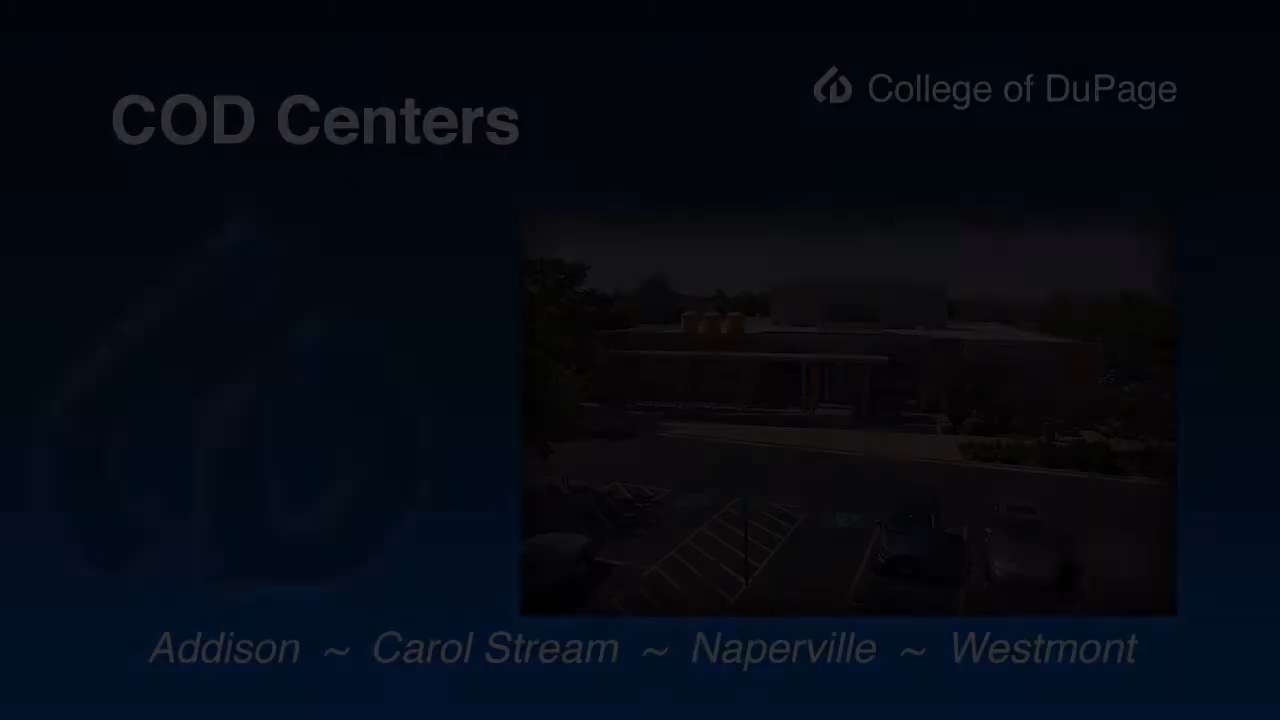 COD Centers
College of DuPage
Addison ~ Carol Stream ~ Naperville ~ Westmont